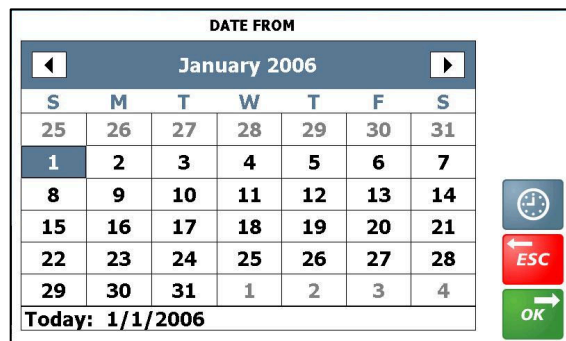 DATE FROM
January 2006
S M T W T F S
25 26 27 28 29 30 31
1 2 3 4 5 6 7
8 9 10 11 12 13 14
15 16 17 18 19 20 21
22 23 24 25 26 27 28
29 30 31 1 2 3 4
Today: 1/1/2006
ESC
OK